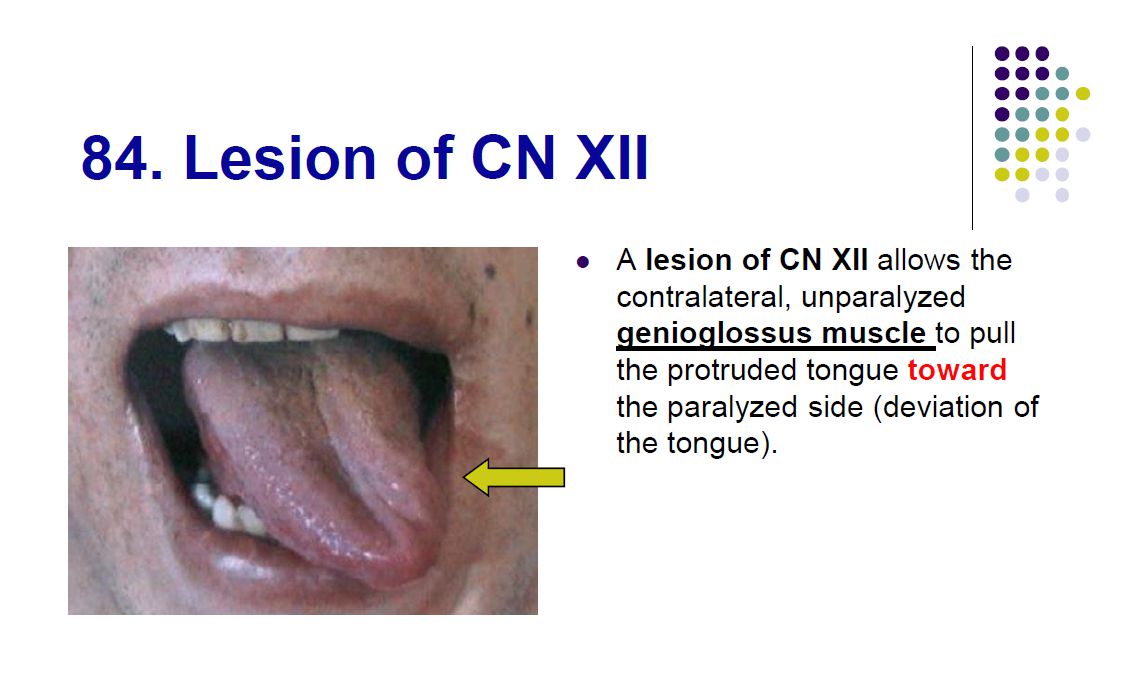 84. Lesion of CN XII
A lesion of CN XII allows the
contralateral, unparalyzed
genioglossus muscle to pull
the protruded tongue toward
the paralyzed side (deviation of
the tongue).